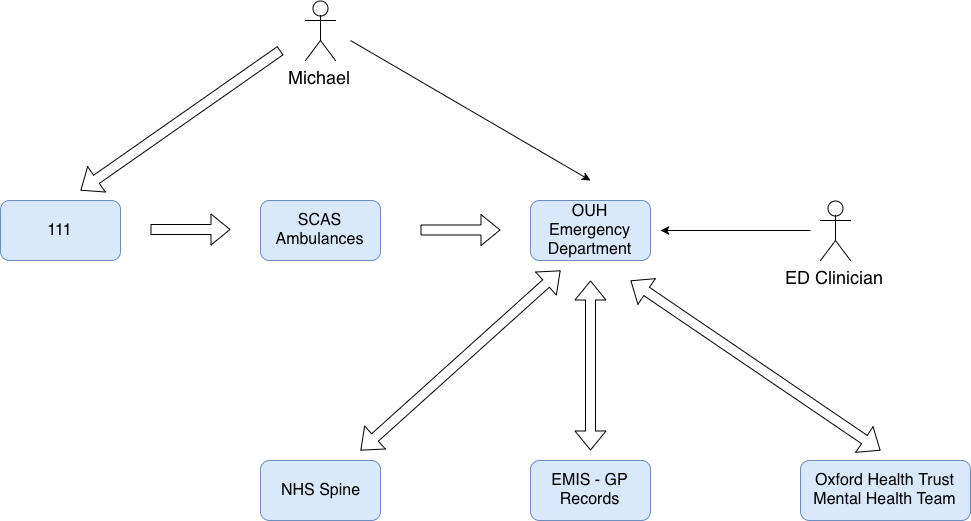 Michael
111
SCAS
Ambulances
OUH
Emergency
Department
ED Clinician
NHS Spine
EMIS - GP
Records
Oxford Health Trust
Mental Health Team